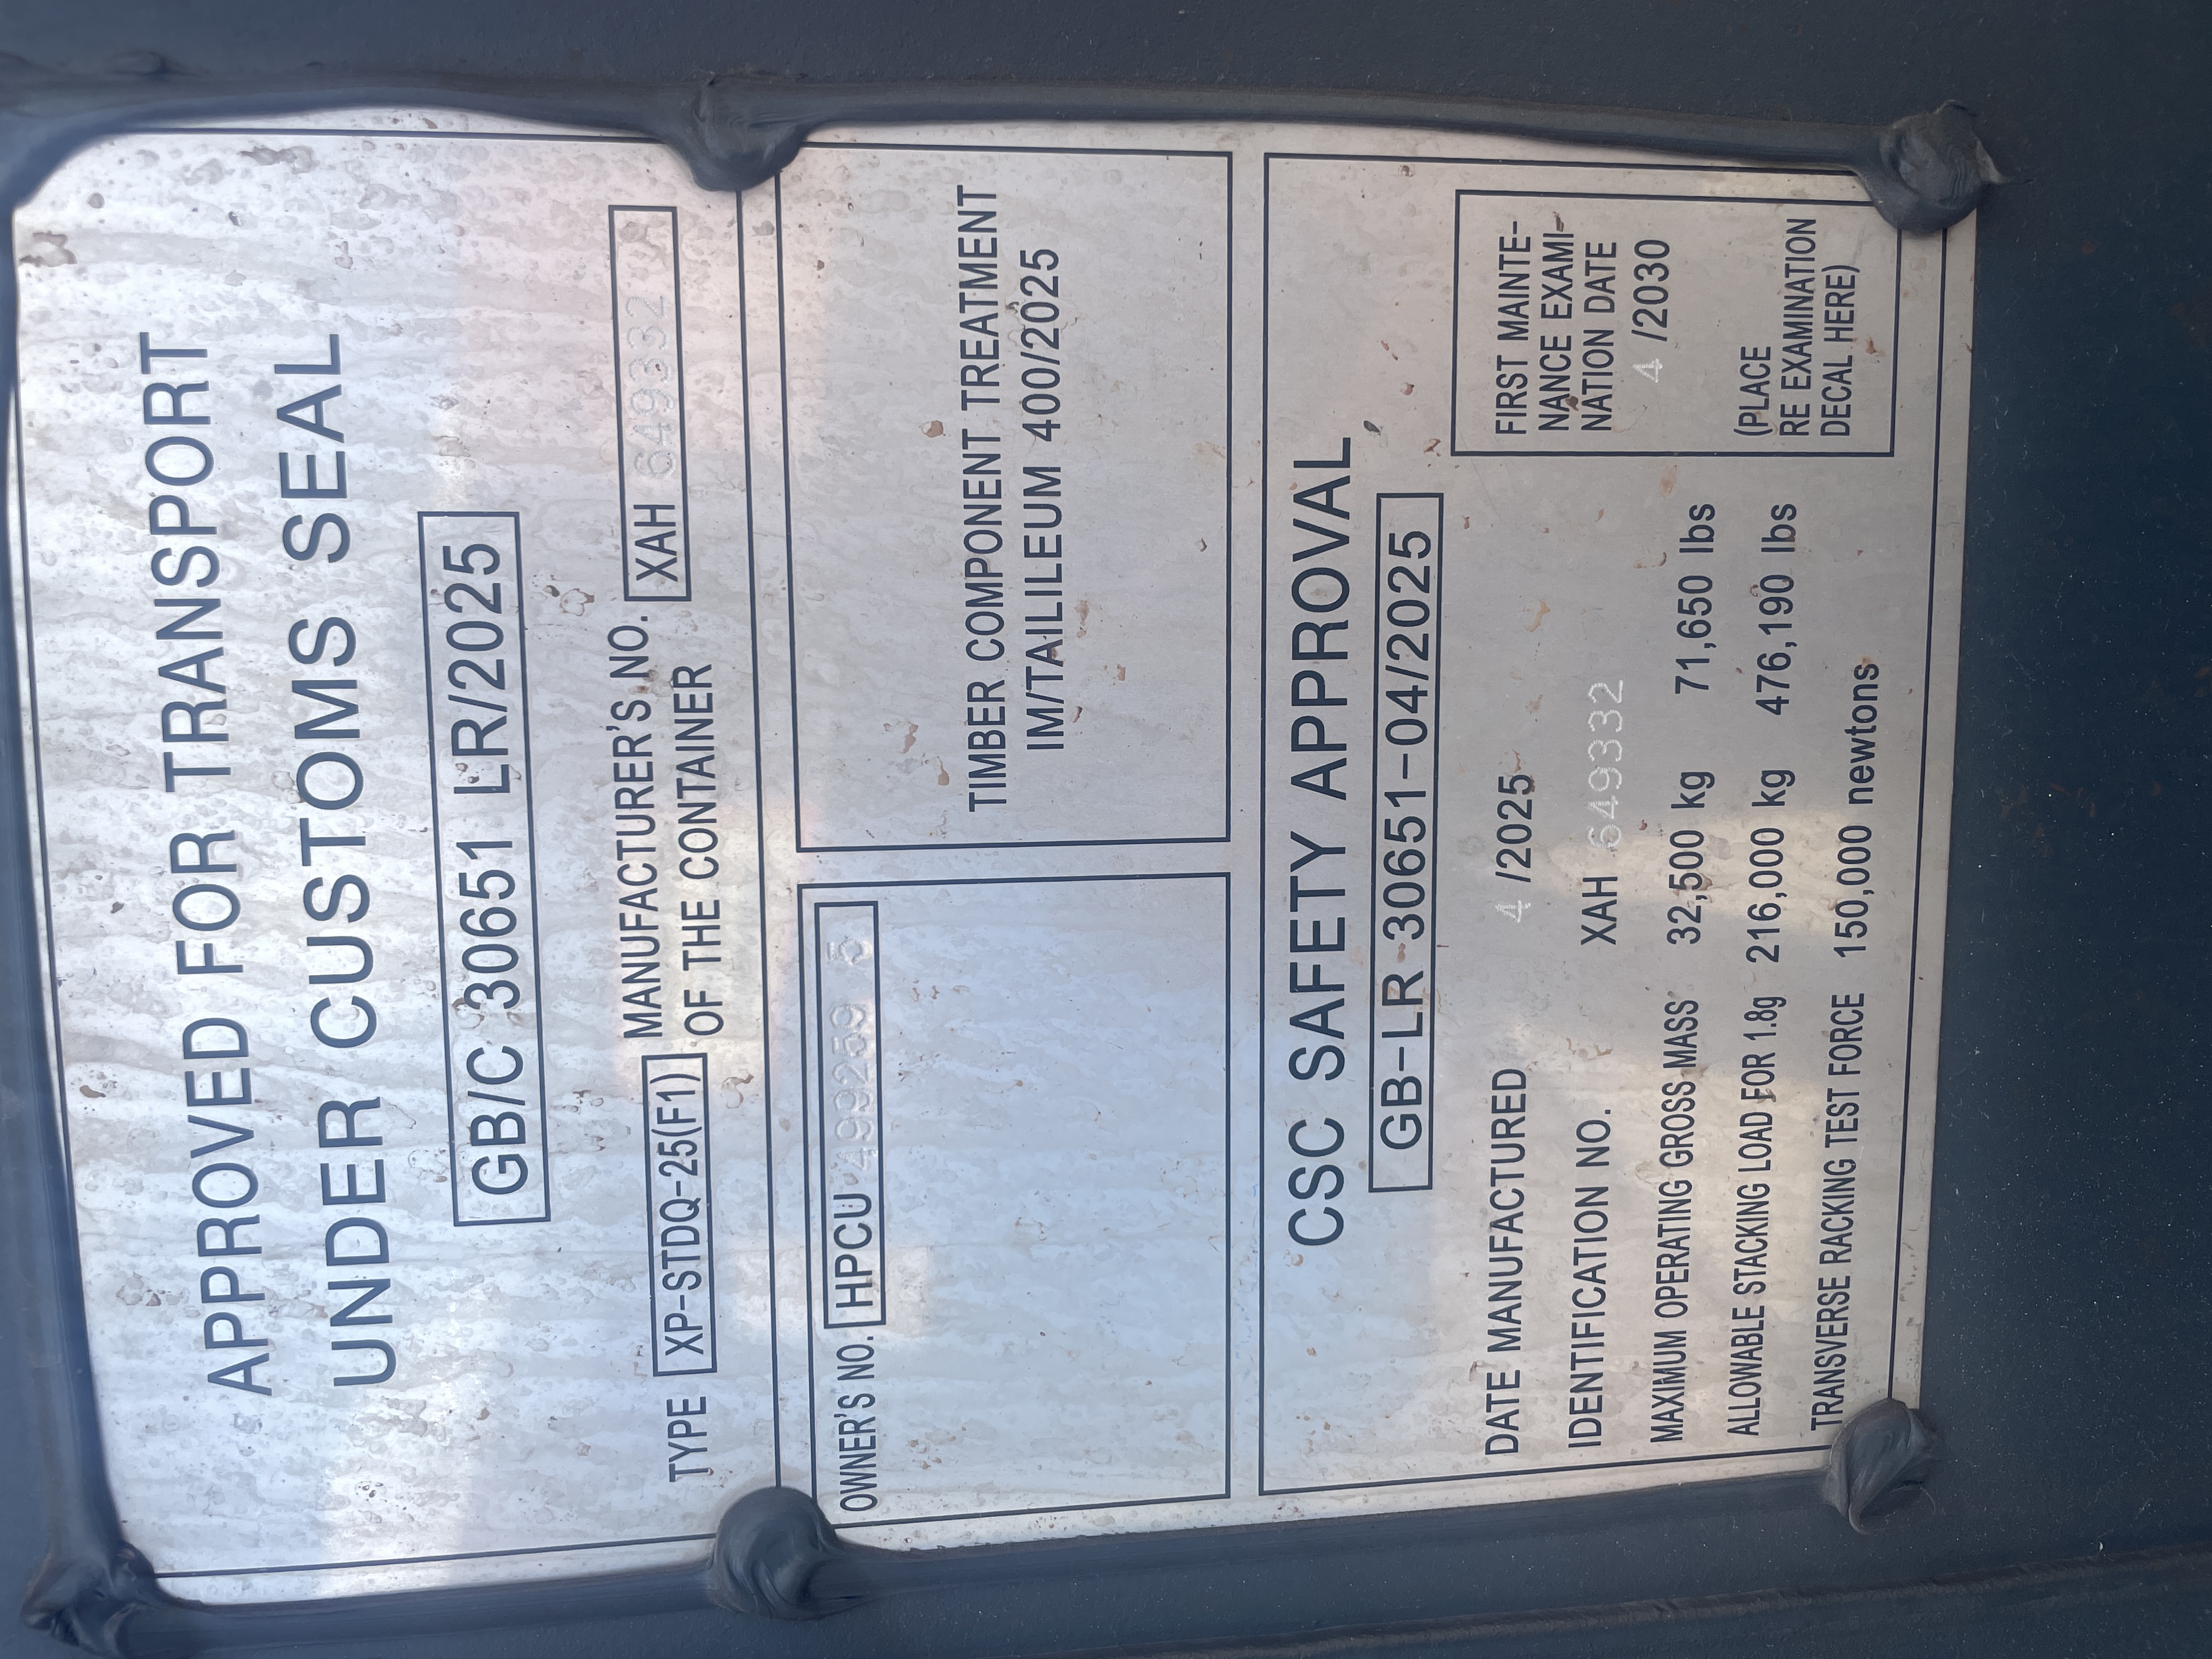 APPROVED FOR TRANSPORT
UNDER CUSTOMS SEAL
GB/C 30651 LR/2025
TYPE XP-STDQ-25(F1) MANUFACTURER'S NO. OF THE CONTAINER XAH 649332
OWNER'S NO. HPCU 499259 5
TIMBER COMPONENT TREATMENT
IM/TAILILEUM 400/2025
CSC SAFETY APPROVAL
GB-LR 30651-04/2025
DATE MANUFACTURED 4 /2025
IDENTIFICATION NO. XAH 649332
MAXIMUM OPERATING GROSS MASS 32,500 kg 71,650 lbs
ALLOWABLE STACKING LOAD FOR 1.8g 216,000 kg 476,190 lbs
TRANSVERSE RACKING TEST FORCE 150,000 newtons
FIRST MAINTE-
NANCE EXAMI-
NATION DATE
4 /2030
(PLACE
RE EXAMINATION
DECAL HERE)